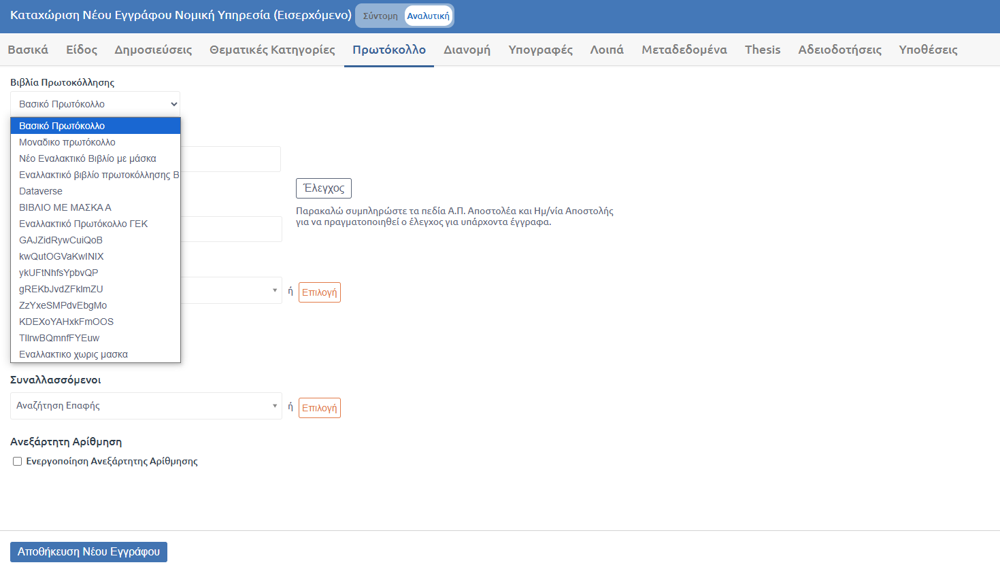 Καταχώριση Νέου Εγγράφου Νομική Υπηρεσία (Εισερχόμενο) Σύντομη Αναλυτική
Βασικά Είδος Δημοσιεύσεις Θεματικές Κατηγορίες Πρωτόκολλο Διανομή Υπογραφές Λοιπά Μεταδεδομένα Thesis Αδειοδοτήσεις Υποθέσεις
Βιβλία Πρωτοκόλλησης
Βασικό Πρωτόκολλο
Βασικό Πρωτόκολλο
Μοναδικο πρωτόκολλο
Νέο Εναλακτικό Βιβλίο με μάσκα
Εναλλακτικό βιβλίο πρωτοκόλλησης Β
Dataverse
ΒΙΒΛΙΟ ΜΕ ΜΑΣΚΑ Α
Εναλλακτικό Πρωτόκολλο ΓΕΚ
GAJZidRywCuiQoB
kwQutOGVaKwINIX
ykUFtNhfsYpbvQP
gREKbJvdZFklmZU
ZzYxeSMPdvEbgMo
KDEXoYAHxkFmOOS
TIlrwBQmnfFYEuw
Εναλλακτικο χωρις μασκα
Έλεγχος
Παρακαλώ συμπληρώστε τα πεδία Α.Π. Αποστολέα και Ημ/νία Αποστολής
για να πραγματοποιηθεί ο έλεγχος για υπάρχοντα έγγραφα.
ή Επιλογή
Συναλλασσόμενοι
Αναζήτηση Επαφής ή Επιλογή
Ανεξάρτητη Αρίθμηση
Ενεργοποίηση Ανεξάρτητης Αρίθμησης
Αποθήκευση Νέου Εγγράφου